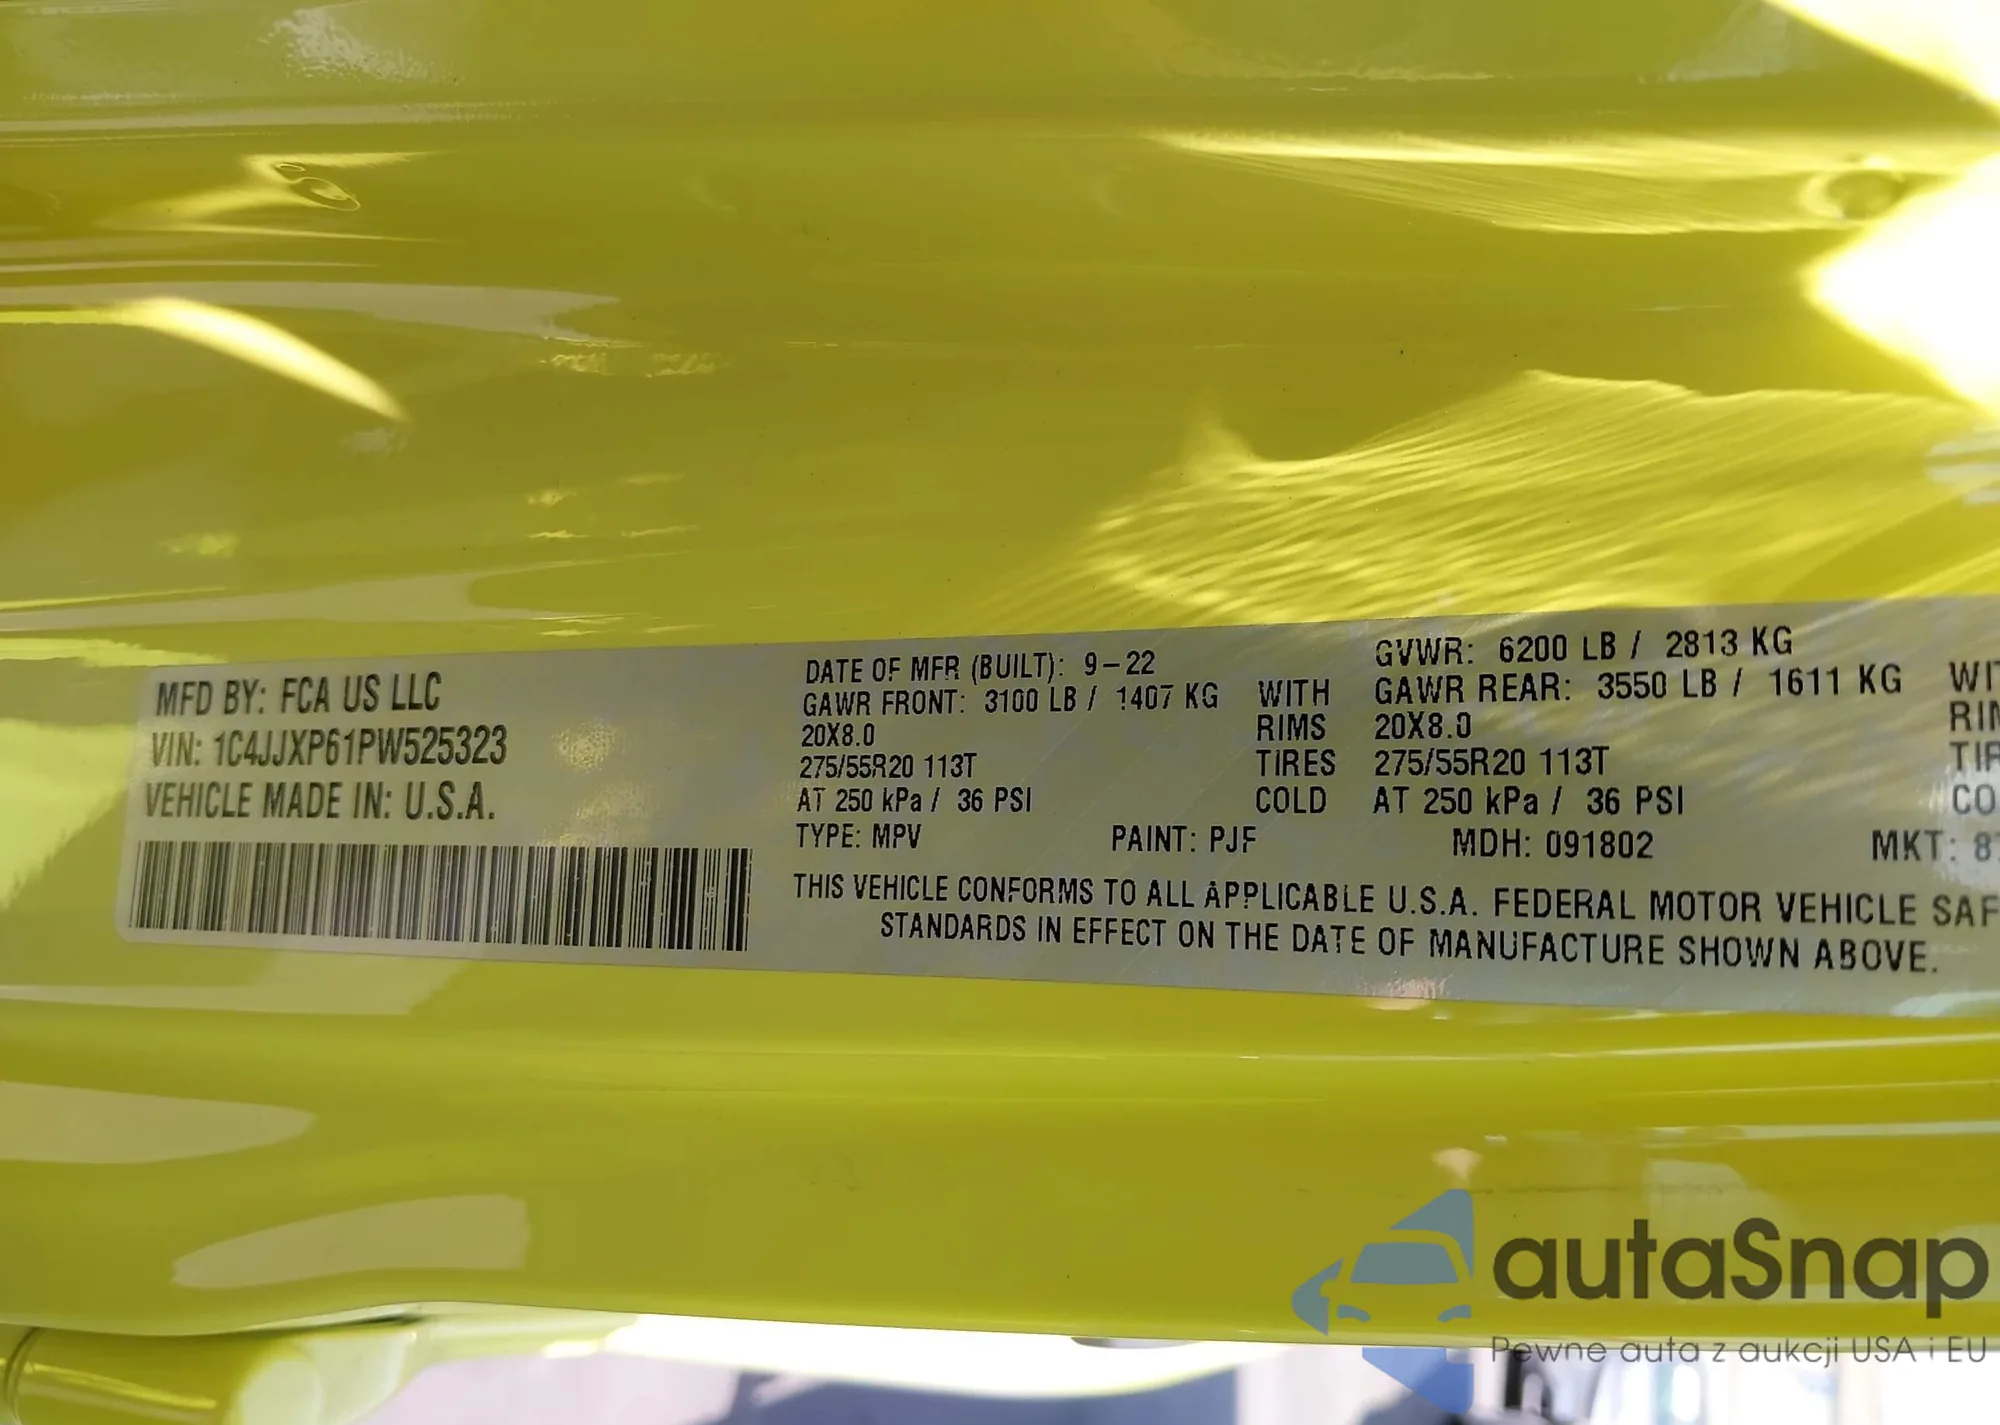 MFD BY: FCA US LLC
VIN: 1C4JJXP61PW525323
VEHICLE MADE IN: U.S.A.
DATE OF MFR (BUILT): 9-22 GVWR: 6200 LB / 2813 KG
GAWR FRONT: 3100 LB / 1407 KG WITH GAWR REAR: 3550 LB / 1611 KG
20X8.0 RIMS 20X8.0
275/55R20 113T TIRES 275/55R20 113T
AT 250 kPa / 36 PSI COLD AT 250 kPa / 36 PSI
TYPE: MPV PAINT: PJF MDH: 091802 MKT:
THIS VEHICLE CONFORMS TO ALL APPLICABLE U.S.A. FEDERAL MOTOR VEHICLE
STANDARDS IN EFFECT ON THE DATE OF MANUFACTURE SHOWN ABOVE.
autaSnap
Pewne auta z aukcji USA i EU